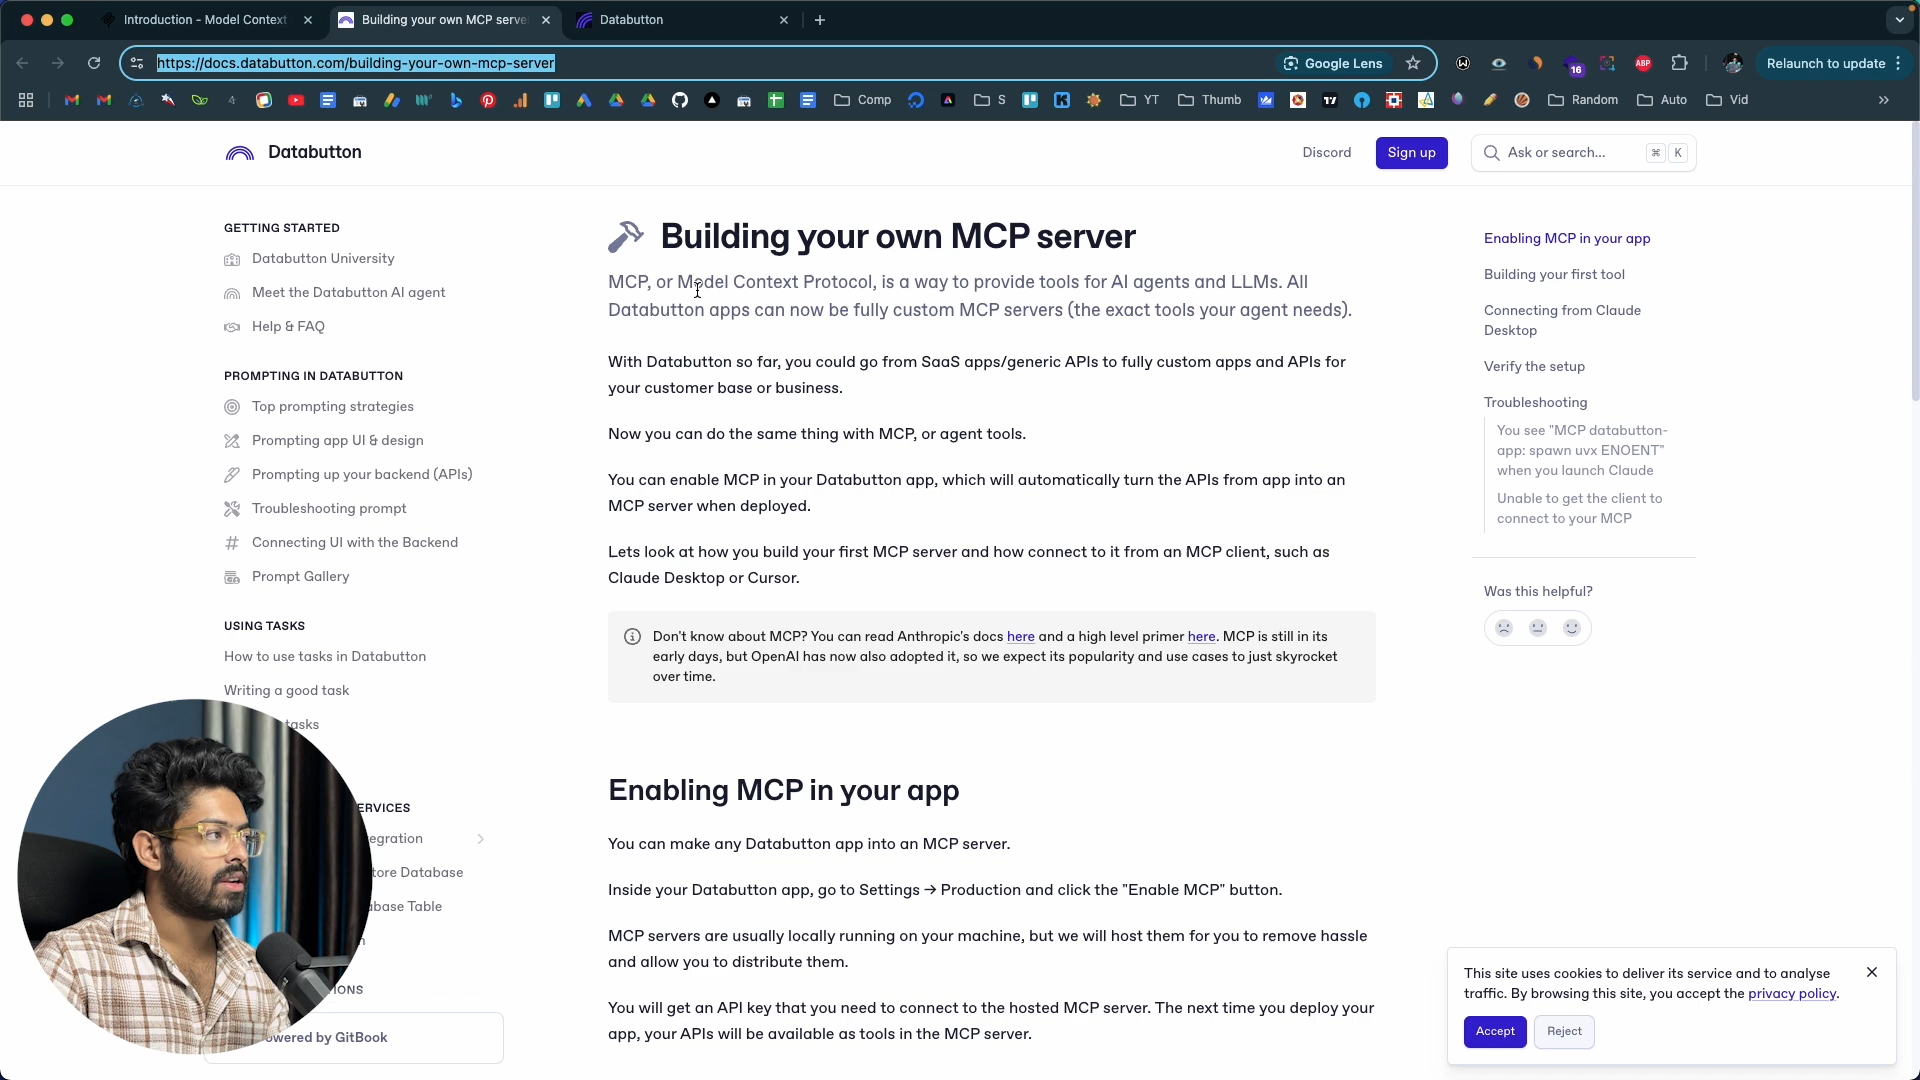 Introduction - Model Context
Building your own MCP serve
Databutton
https://docs.databutton.com/building-your-own-mcp-server
Google Lens
16
ABP
Relaunch to update
Comp
S
YT
Thumb
Random
Auto
Vid
Databutton
Discord
Sign up
Ask or search...
⌘ K
GETTING STARTED
Databutton University
Meet the Databutton AI agent
Help & FAQ
PROMPTING IN DATABUTTON
Top prompting strategies
Prompting app UI & design
Prompting up your backend (APIs)
Troubleshooting prompt
Connecting UI with the Backend
Prompt Gallery
USING TASKS
How to use tasks in Databutton
Writing a good task
tasks
ERVICES
egration
tore Database
abase Table
n
IONS
owered by GitBook
Building your own MCP server
MCP, or Model Context Protocol, is a way to provide tools for AI agents and LLMs. All
Databutton apps can now be fully custom MCP servers (the exact tools your agent needs).
With Databutton so far, you could go from SaaS apps/generic APIs to fully custom apps and APIs for
your customer base or business.
Now you can do the same thing with MCP, or agent tools.
You can enable MCP in your Databutton app, which will automatically turn the APIs from app into an
MCP server when deployed.
Lets look at how you build your first MCP server and how connect to it from an MCP client, such as
Claude Desktop or Cursor.
Don't know about MCP? You can read Anthropic's docs here and a high level primer here. MCP is still in its
early days, but OpenAI has now also adopted it, so we expect its popularity and use cases to just skyrocket
over time.
Enabling MCP in your app
You can make any Databutton app into an MCP server.
Inside your Databutton app, go to Settings → Production and click the "Enable MCP" button.
MCP servers are usually locally running on your machine, but we will host them for you to remove hassle
and allow you to distribute them.
You will get an API key that you need to connect to the hosted MCP server. The next time you deploy your
app, your APIs will be available as tools in the MCP server.
Enabling MCP in your app
Building your first tool
Connecting from Claude
Desktop
Verify the setup
Troubleshooting
You see "MCP databutton-
app: spawn uvx ENOENT"
when you launch Claude
Unable to get the client to
connect to your MCP
Was this helpful?
This site uses cookies to deliver its service and to analyse
traffic. By browsing this site, you accept the privacy policy.
Accept
Reject